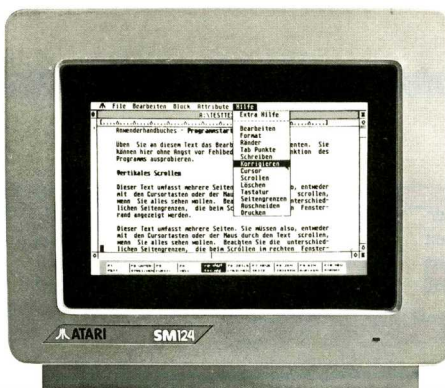 File Bearbeiten Block Attribute Hilfe
A:\TESTTE
Extra Hilfe
Bearbeiten
Format
Ränder
Tab Punkte
Schreiben
Korrigieren
Cursor
Scrollen
Löschen
Tastatur
Seitengrenzen
Ausschneiden
Drucken
Anwenderhandbuches - Programmstart
Üben Sie an diesem Text das Bearb enten. Sie
können hier ohne Angst vor Fehlbed nktion des
Programms ausprobieren.
Vertikales Scrollen
Dieser Text umfasst mehrere Seiten o, entweder
mit den Cursortasten oder der Maus scrollen,
wenn Sie alles sehen wollen. Bea unterschied-
lichen Seitengrenzen, die beim Sc Fenster-
rand angezeigt werden.
Dieser Text umfasst mehrere Seiten. Sie müssen also, entweder
mit den Cursortasten oder der Maus durch den Text scrollen,
wenn Sie alles sehen wollen. Beachten Sie die unterschied-
lichen Seitengrenzen, die beim Scrollen im rechten Fenster-
ATARI SM124